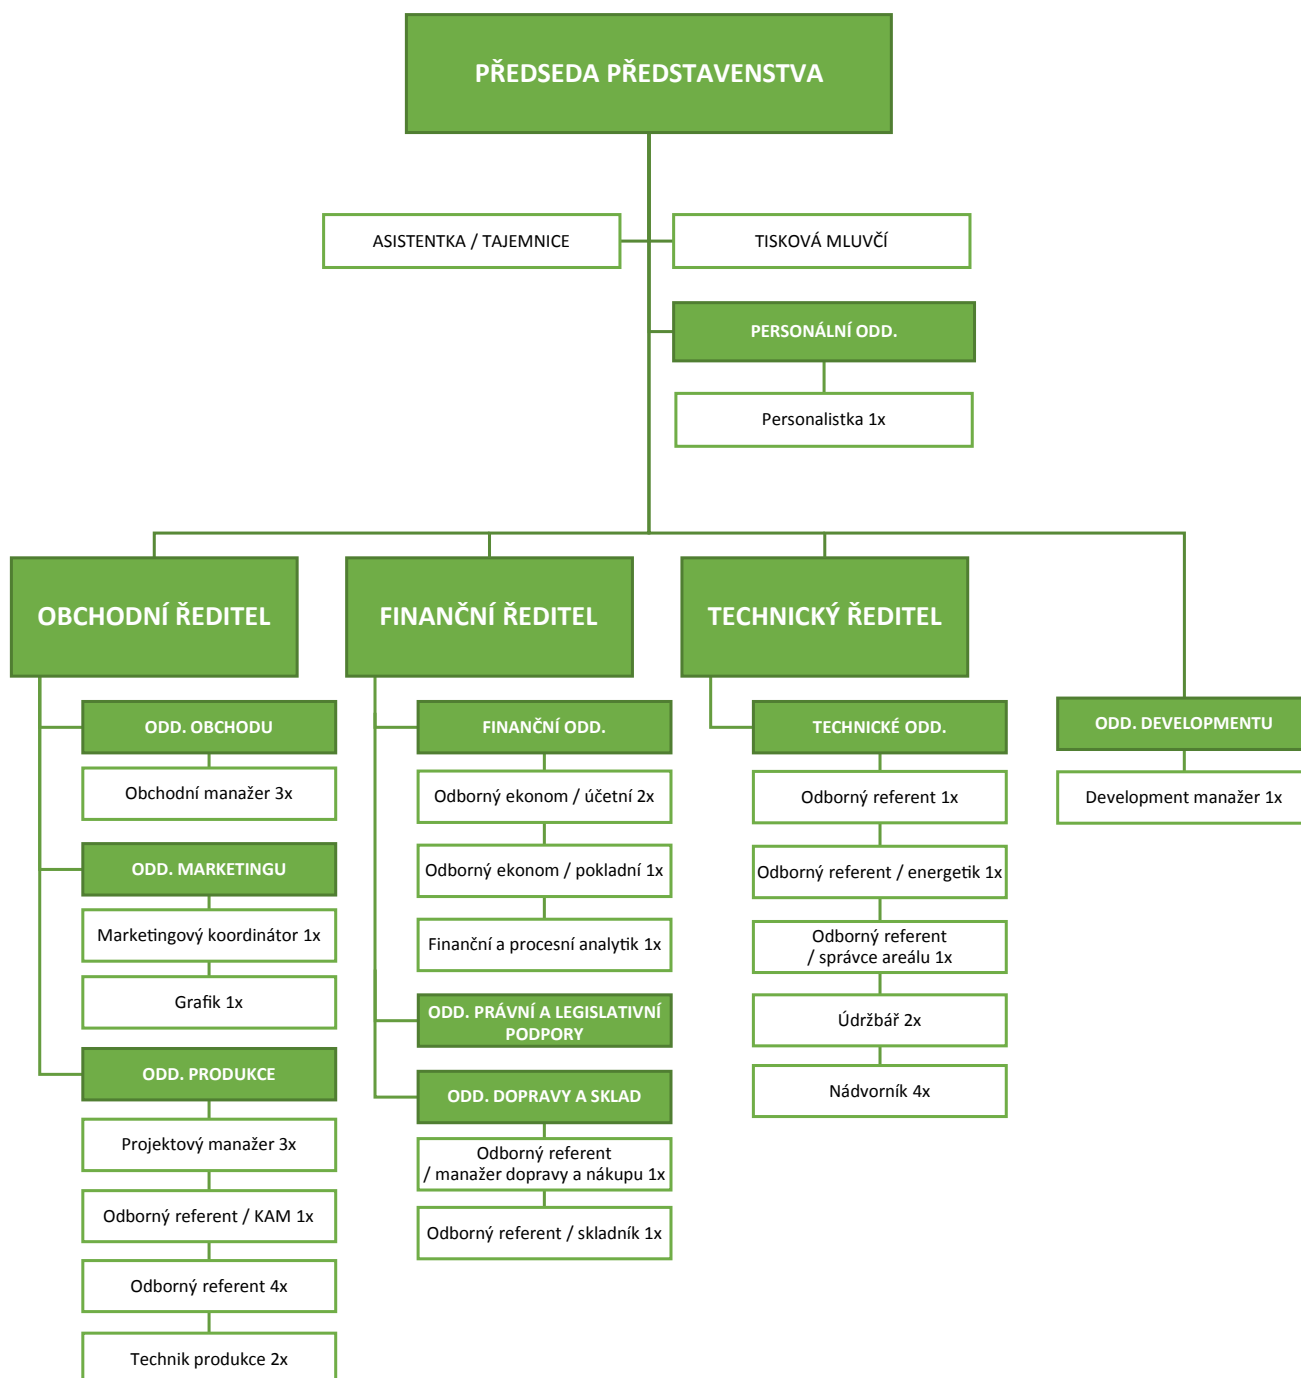 PŘEDSEDA PŘEDSTAVENSTVA
ASISTENTKA / TAJEMNICE
TISKOVÁ MLUVČÍ
PERSONÁLNÍ ODD.
Personalistka 1x
OBCHODNÍ ŘEDITEL
ODD. OBCHODU
Obchodní manažer 3x
ODD. MARKETINGU
Marketingový koordinátor 1x
Grafik 1x
ODD. PRODUKCE
Projektový manažer 3x
Odborný referent / KAM 1x
Odborný referent 4x
Technik produkce 2x
FINANČNÍ ŘEDITEL
FINANČNÍ ODD.
Odborný ekonom / účetní 2x
Odborný ekonom / pokladní 1x
Finanční a procesní analytik 1x
ODD. PRÁVNÍ A LEGISLATIVNÍ
PODPORY
ODD. DOPRAVY A SKLAD
Odborný referent
/ manažer dopravy a nákupu 1x
Odborný referent / skladník 1x
TECHNICKÝ ŘEDITEL
TECHNICKÉ ODD.
Odborný referent 1x
Odborný referent / energetik 1x
Odborný referent
/ správce areálu 1x
Údržbář 2x
Nádvorník 4x
ODD. DEVELOPMENTU
Development manažer 1x